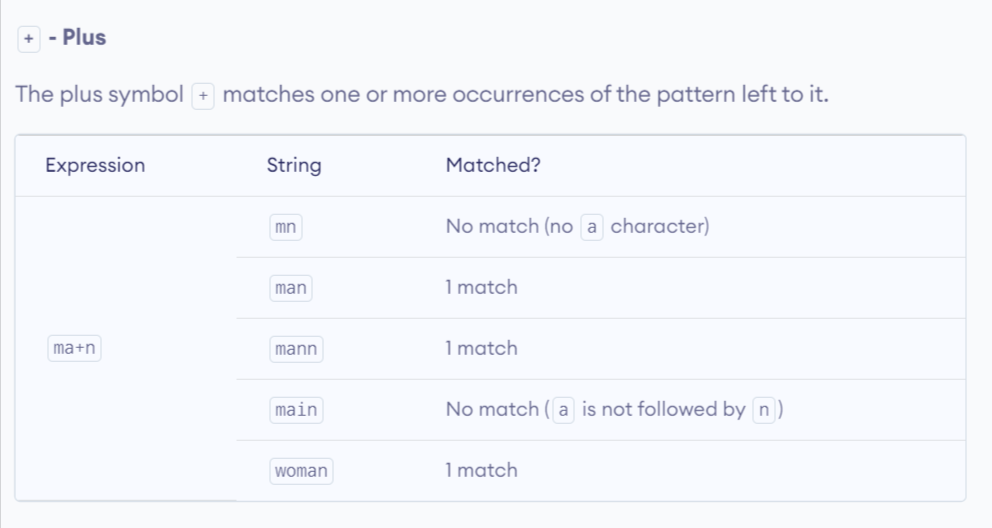 + - Plus
The plus symbol + matches one or more occurrences of the pattern left to it.
Expression String Matched?
mn No match (no a character)
man 1 match
ma+n mann 1 match
main No match ( a is not followed by n )
woman 1 match